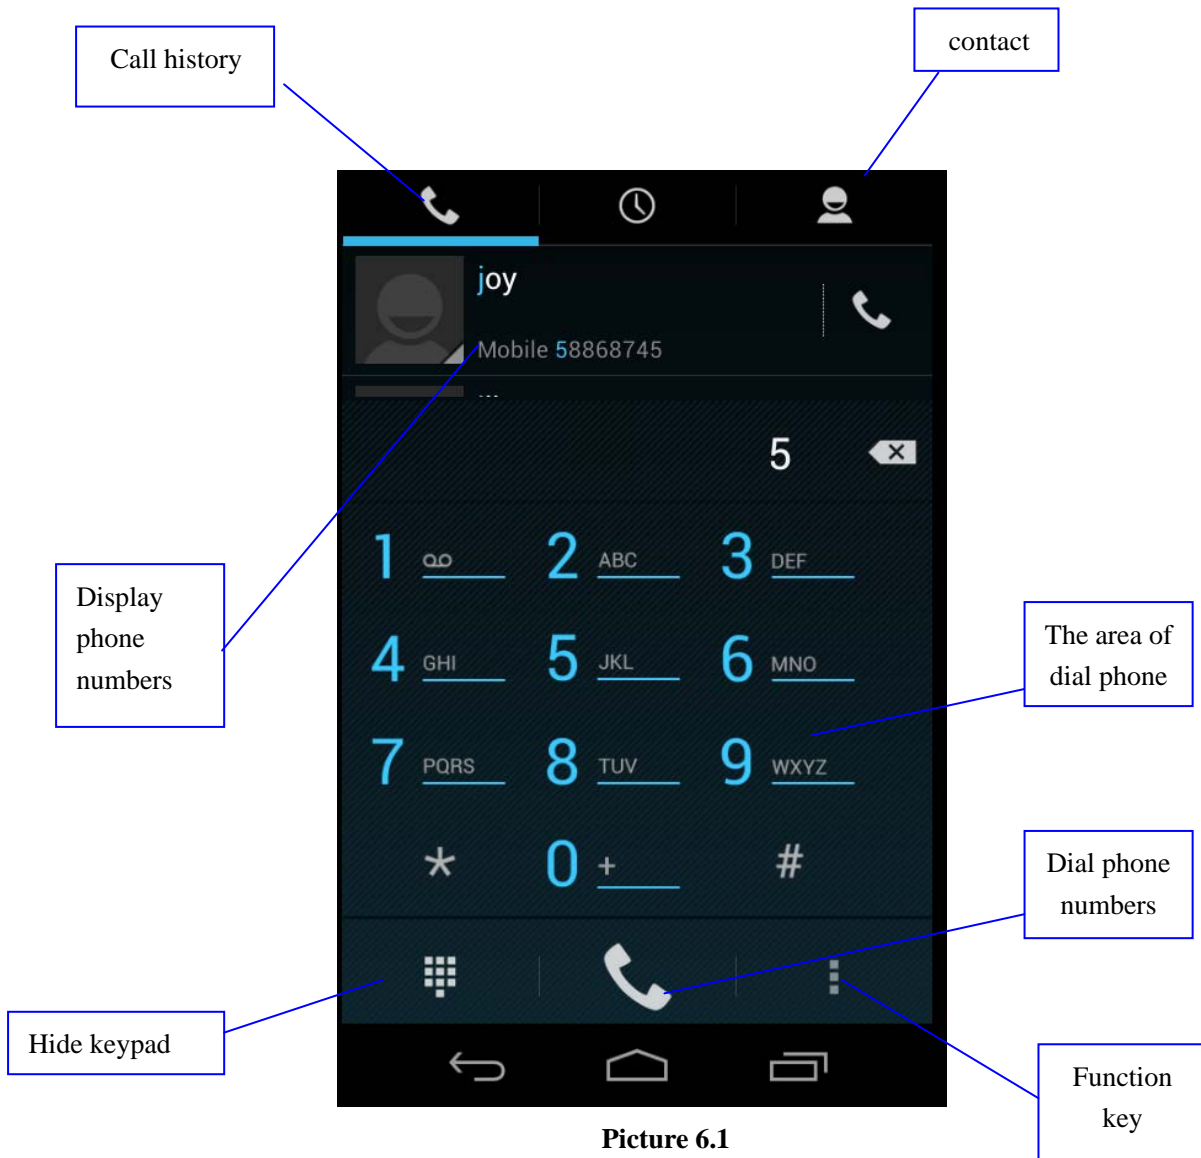 Call history
contact
joy
Mobile 58868745
5
1
2 ABC
3 DEF
Display
phone
numbers
4 GHI
5 JKL
6 MNO
The area of
dial phone
7 PQRS
8 TUV
9 WXYZ
*
0 +
#
Dial phone
numbers
Hide keypad
Function
key
Picture 6.1